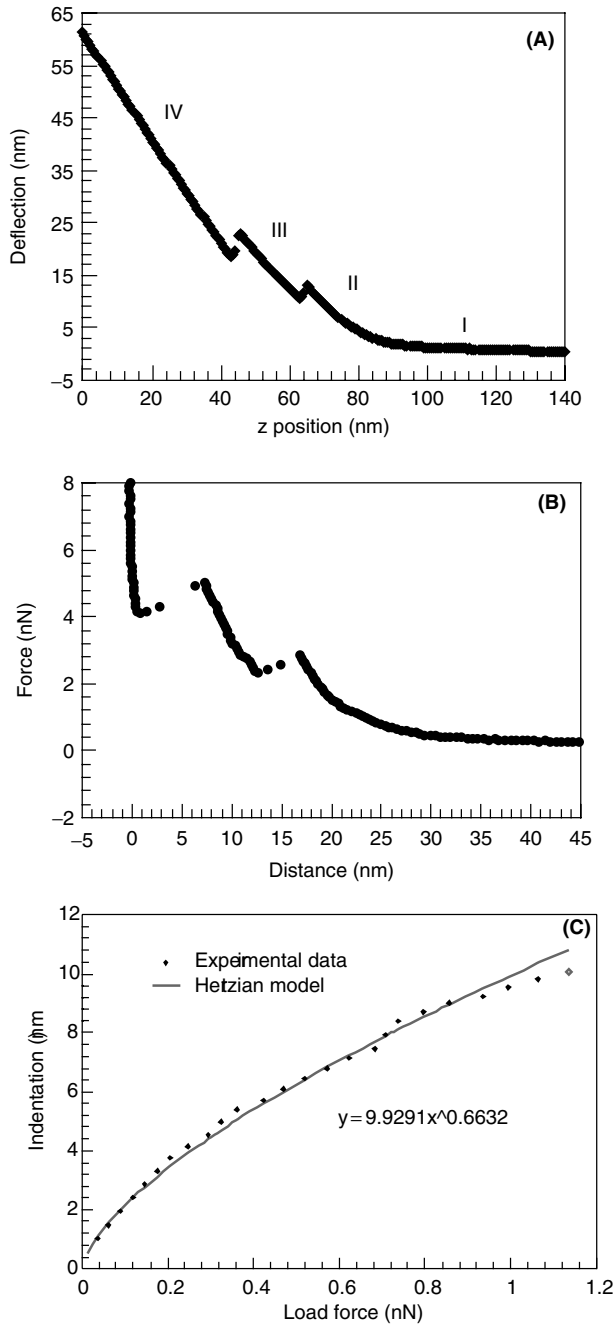 65
(A)
55
45
IV
35
25
III
15
II
5
I
−5
0
20
40
60
80
100
120
140
Deflection (nm)
z position (nm)
8
(B)
6
4
2
0
−2
−5
0
5
10
15
20
25
30
35
40
45
Force (nN)
Distance (nm)
12
(C)
Experimental data
10
Hertzian model
8
6
y=9.9291x^0.6632
4
2
0
0
0.2
0.4
0.6
0.8
1
1.2
Indentation (nm)
Load force (nN)